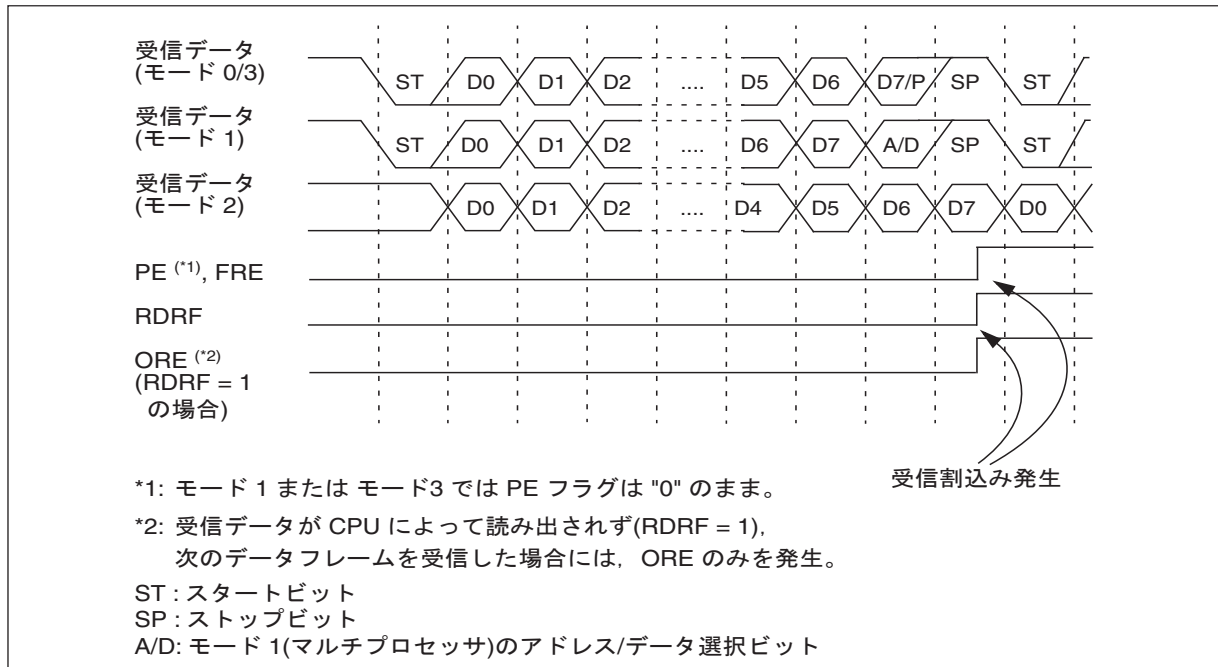 受信データ
(モード 0/3)
ST D0 D1 D2 .... D5 D6 D7/P SP ST
受信データ
(モード 1)
ST D0 D1 D2 .... D6 D7 A/D SP ST
受信データ
(モード 2)
D0 D1 D2 .... D4 D5 D6 D7 D0
PE (*1), FRE
RDRF
ORE (*2)
(RDRF = 1
の場合)
受信割込み発生
*1: モード 1 または モード3 では PE フラグは "0" のまま。
*2: 受信データが CPU によって読み出されず(RDRF = 1),
次のデータフレームを受信した場合には, ORE のみを発生。
ST : スタートビット
SP : ストップビット
A/D: モード 1(マルチプロセッサ)のアドレス/データ選択ビット